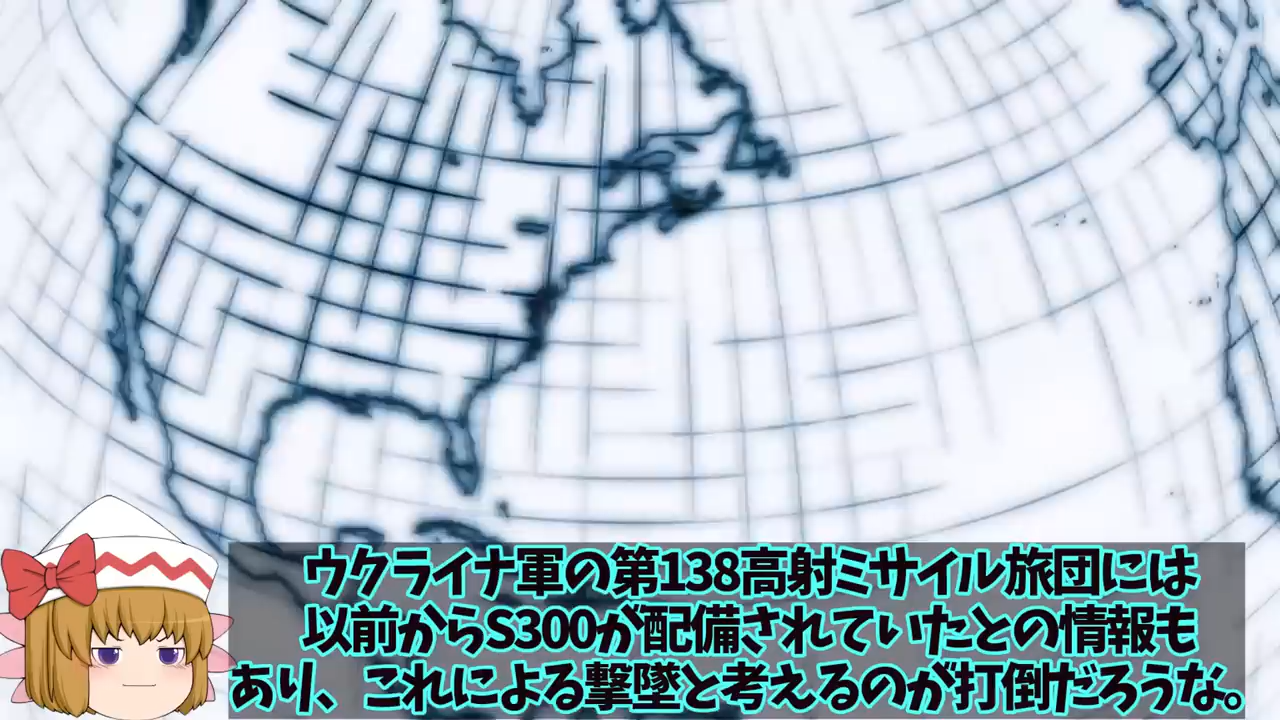 ウクライナ軍の第138高射ミサイル旅団には
以前からS300が配備されていたとの情報も
あり、これによる撃墜と考えるのが打倒だろうな。